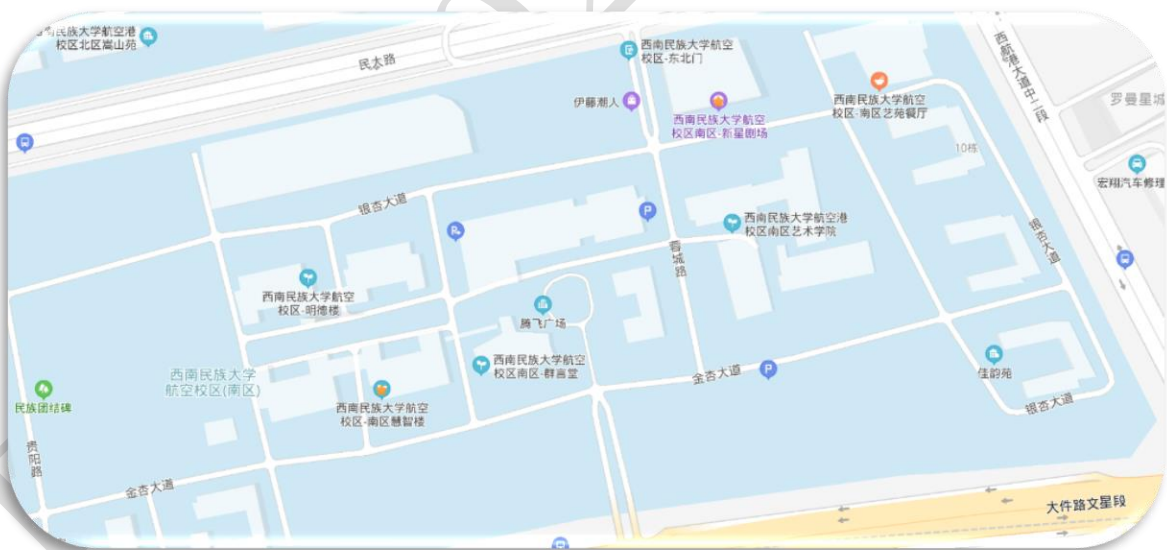 西南民族大学航空港
校区北区嵩山苑
民太路
西南民族大学航空
校区-东北门
伊藤潮人
西南民族大学航空
校区南区-新星剧场
西南民族大学航空
校区-南区艺苑餐厅
西航港大道中二段
罗曼星城
10栋
宏翔汽车修理
银杏大道
P
P
西南民族大学航空港
校区南区艺术学院
蓉城路
银杏大道
西南民族大学航空
校区-明德楼
腾飞广场
西南民族大学
航空校区(南区)
西南民族大学航空
校区南区-群言堂
金杏大道
P
佳韵苑
银杏大道
民族团结碑
西南民族大学航空
校区-南区慧智楼
贵阳路
金杏大道
大件路文星段